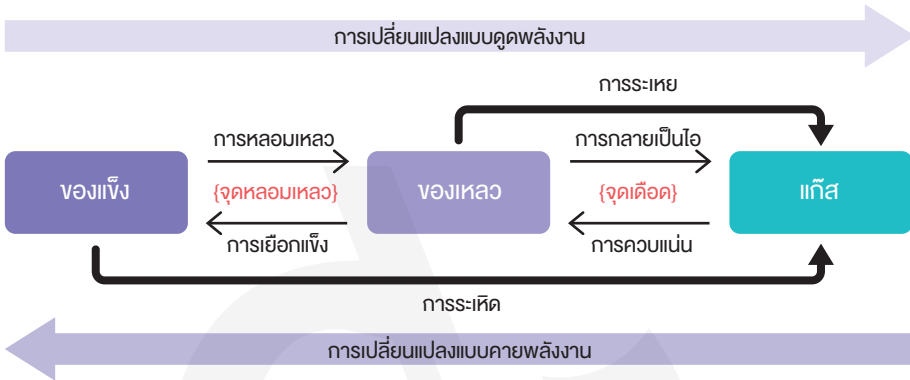 การเปลี่ยนแปลงแบบดูดพลังงาน
การระเหย
การหลอมเหลว
การกลายเป็นไอ
ของแข็ง
{จุดหลอมเหลว}
ของเหลว
{จุดเดือด}
แก๊ส
การเยือกแข็ง
การควบแน่น
การระเหิด
การเปลี่ยนแปลงแบบคายพลังงาน